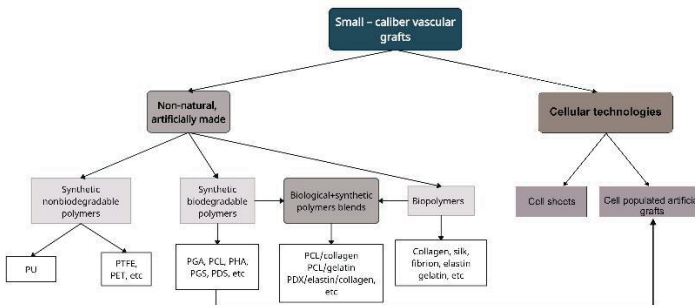 Small – caliber vascular
grafts
Non-natural,
artificially made
Cellular technologies
Synthetic
nonbiodegradable
polymers
Synthetic
biodegradable
polymers
Biological+synthetic
polymers blends
Biopolymers
Cell sheets
Cell populated artificial
grafts
PU
PTFE,
PET, etc
PGA, PCL, PHA,
PGS, PDS, etc
PCL/collagen
PCL/gelatin
PDX/elastin/collagen,
etc
Collagen, silk,
fibrion, elastin
gelatin, etc